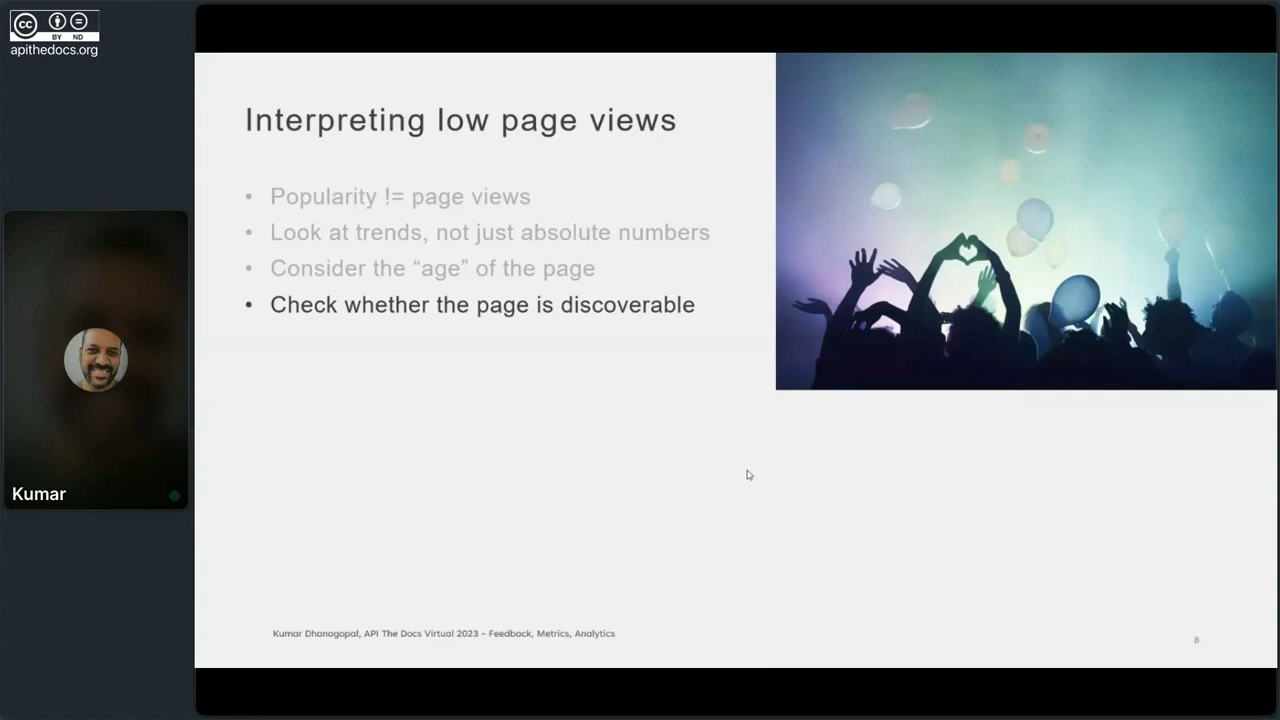 cc
BY ND
apithedocs.org
Interpreting low page views
• Popularity != page views
• Look at trends, not just absolute numbers
• Consider the “age” of the page
• Check whether the page is discoverable
Kumar
Kumar Dhanagopal, API The Docs Virtual 2023 - Feedback, Metrics, Analytics
8